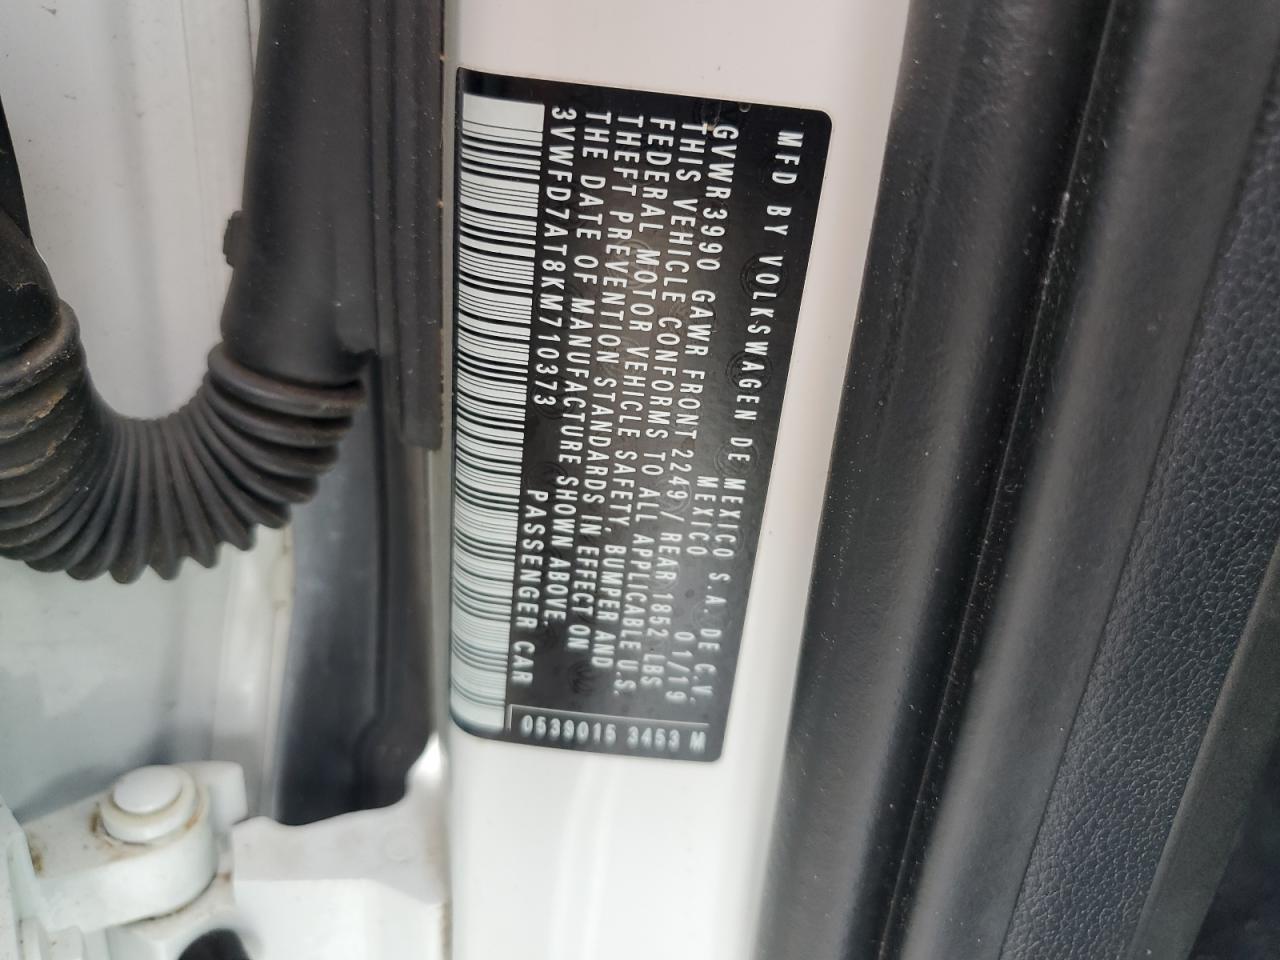 MFD BY VOLKSWAGEN DE MEXICO S.A. DE C.V.
MEXICO 01/19
GVWR3990 GAWR FRONT 2249 / REAR 1852 LBS
THIS VEHICLE CONFORMS TO ALL APPLICABLE U.S.
FEDERAL MOTOR VEHICLE SAFETY, BUMPER AND
THEFT PREVENTION STANDARDS IN EFFECT ON
THE DATE OF MANUFACTURE SHOWN ABOVE.
3VWFD7AT8KM710373 PASSENGER CAR
0539015 3453 M